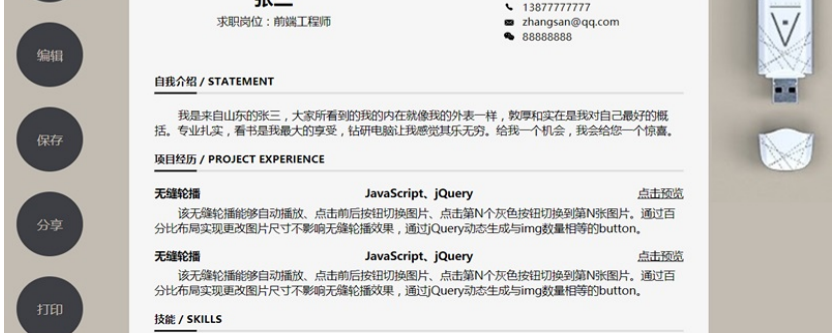 求职岗位：前端工程师
13877777777
zhangsan@qq.com
88888888
编辑
保存
分享
打印
自我介绍 / STATEMENT
我是来自山东的张三，大家所看到的我的内在就像我的外表一样，敦厚和实在是我对自己最好的概
括。专业扎实，看书是我最大的享受，钻研电脑让我感觉其乐无穷。给我一个机会，我会给您一个惊喜。
项目经历 / PROJECT EXPERIENCE
无缝轮播 JavaScript、jQuery 点击预览
该无缝轮播能够自动播放、点击前后按钮切换图片、点击第N个灰色按钮切换到第N张图片。通过百
分比布局实现更改图片尺寸不影响无缝轮播效果，通过jQuery动态生成与img数量相等的button。
无缝轮播 JavaScript、jQuery 点击预览
该无缝轮播能够自动播放、点击前后按钮切换图片、点击第N个灰色按钮切换到第N张图片。通过百
分比布局实现更改图片尺寸不影响无缝轮播效果，通过jQuery动态生成与img数量相等的button。
技能 / SKILLS